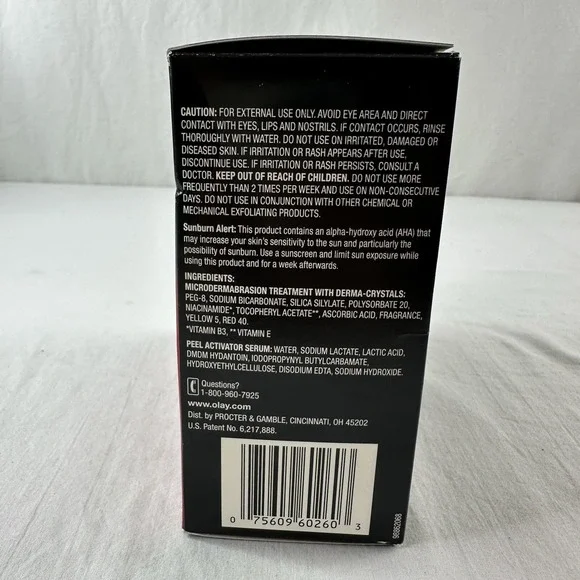 CAUTION: FOR EXTERNAL USE ONLY. AVOID EYE AREA AND DIRECT
CONTACT WITH EYES, LIPS AND NOSTRILS. IF CONTACT OCCURS, RINSE
THOROUGHLY WITH WATER. DO NOT USE ON IRRITATED, DAMAGED OR
DISEASED SKIN. IF IRRITATION OR RASH APPEARS AFTER USE,
DISCONTINUE USE. IF IRRITATION OR RASH PERSISTS, CONSULT A
DOCTOR. KEEP OUT OF REACH OF CHILDREN. DO NOT USE MORE
FREQUENTLY THAN 2 TIMES PER WEEK AND USE ON NON-CONSECUTIVE
DAYS. DO NOT USE IN CONJUNCTION WITH OTHER CHEMICAL OR
MECHANICAL EXFOLIATING PRODUCTS.
Sunburn Alert: This product contains an alpha-hydroxy acid (AHA) that
may increase your skin's sensitivity to the sun and particularly the
possibility of sunburn. Use a sunscreen and limit sun exposure while
using this product and for a week afterwards.
INGREDIENTS:
MICRODERMABRASION TREATMENT WITH DERMA-CRYSTALS:
PEG-8, SODIUM BICARBONATE, SILICA SILYLATE, POLYSORBATE 20,
NIACINAMIDE*, TOCOPHERYL ACETATE**, ASCORBIC ACID, FRAGRANCE,
YELLOW 5, RED 40.
*VITAMIN B3, ** VITAMIN E
PEEL ACTIVATOR SERUM: WATER, SODIUM LACTATE, LACTIC ACID,
DMDM HYDANTOIN, IODOPROPYNYL BUTYLCARBAMATE,
HYDROXYETHYLCELLULOSE, DISODIUM EDTA, SODIUM HYDROXIDE.
Questions?
1-800-960-7925
www.olay.com
Dist. by PROCTER & GAMBLE, CINCINNATI, OH 45202
U.S. Patent No. 6,217,888.
0 75609 60260 3
98862068